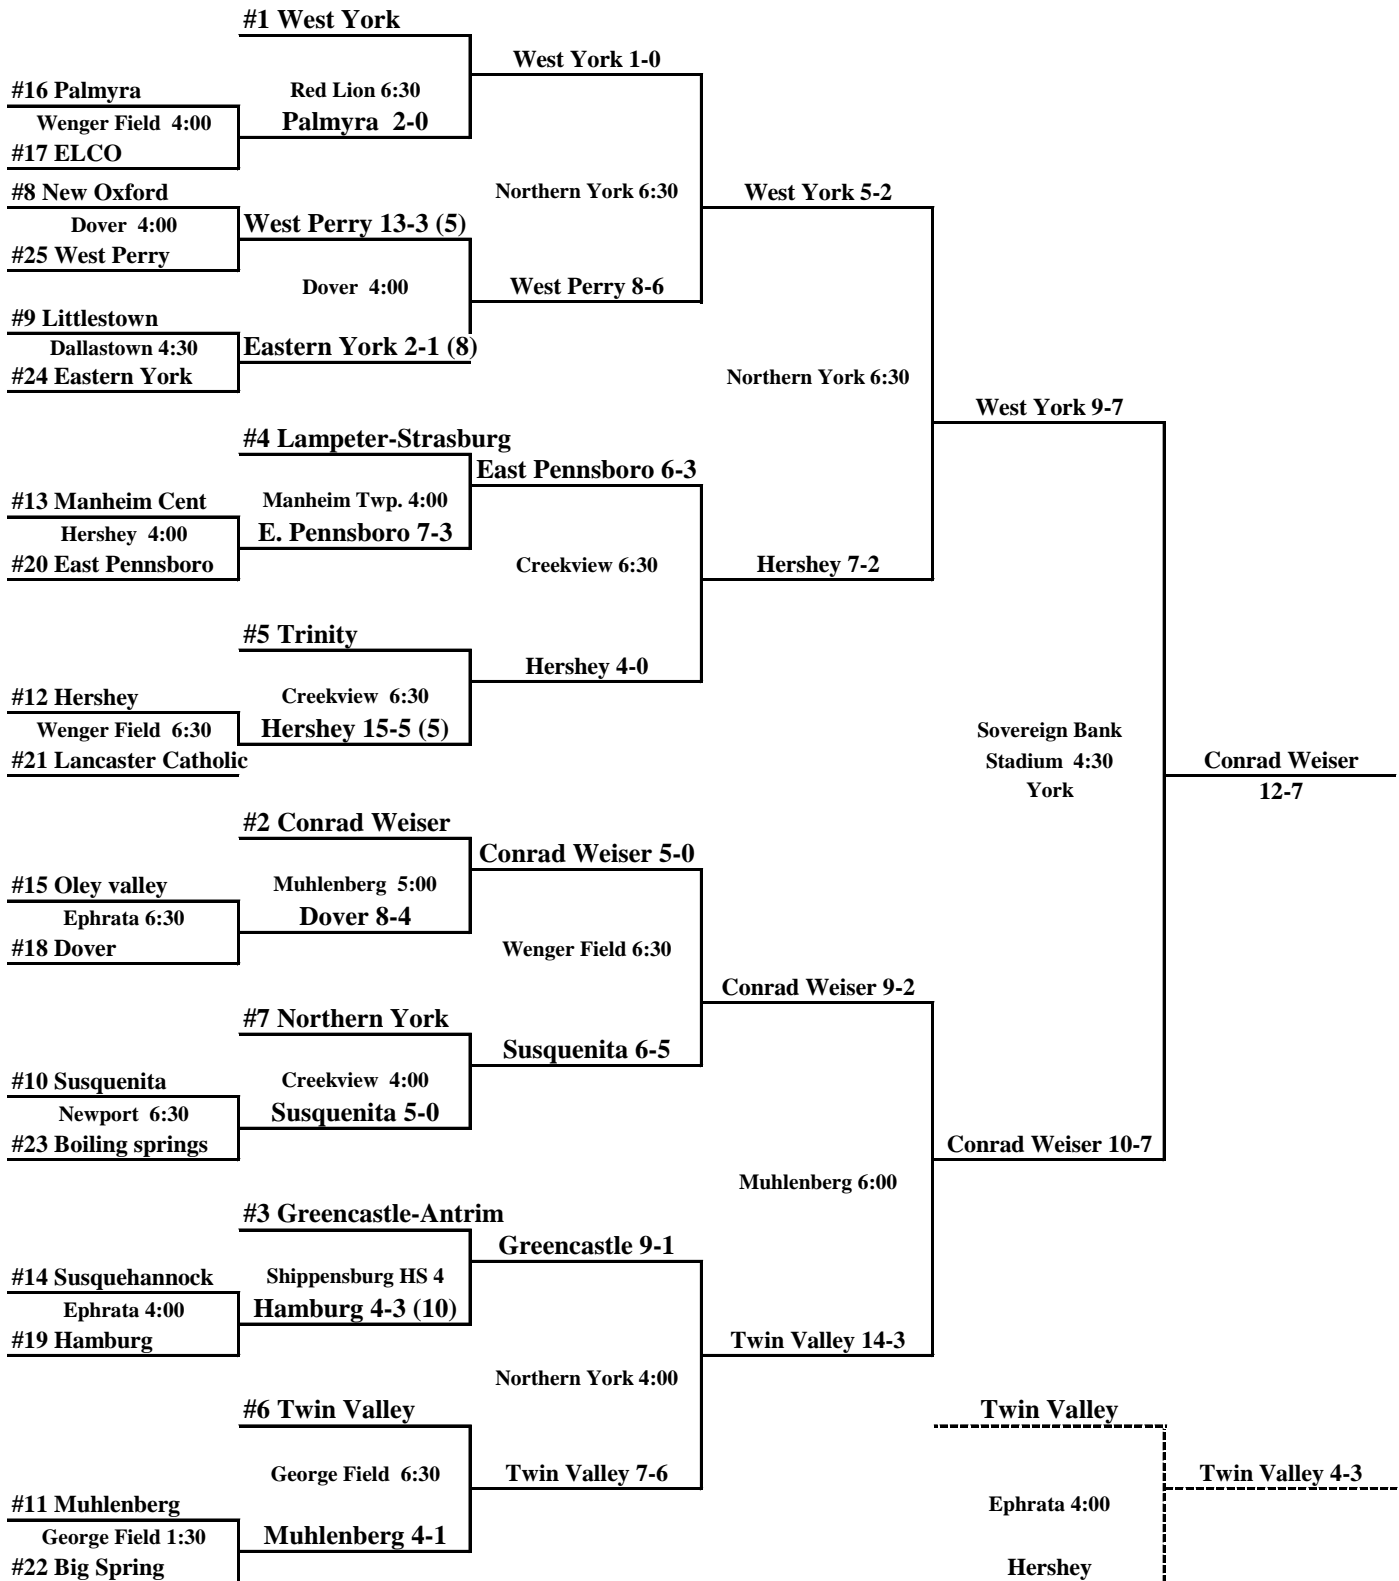 #1 West York
West York 1-0
#16 Palmyra
Red Lion 6:30
Wenger Field 4:00
Palmyra 2-0
#17 ELCO
#8 New Oxford
Northern York 6:30
West York 5-2
Dover 4:00
West Perry 13-3 (5)
#25 West Perry
Dover 4:00
West Perry 8-6
#9 Littlestown
Dallastown 4:30
Eastern York 2-1 (8)
#24 Eastern York
Northern York 6:30
West York 9-7
#4 Lampeter-Strasburg
East Pennsboro 6-3
#13 Manheim Cent
Manheim Twp. 4:00
Hershey 4:00
E. Pennsboro 7-3
#20 East Pennsboro
Creekview 6:30
Hershey 7-2
#5 Trinity
Hershey 4-0
#12 Hershey
Creekview 6:30
Wenger Field 6:30
Hershey 15-5 (5)
#21 Lancaster Catholic
Sovereign Bank
Stadium 4:30
York
Conrad Weiser
12-7
#2 Conrad Weiser
Conrad Weiser 5-0
#15 Oley valley
Muhlenberg 5:00
Ephrata 6:30
Dover 8-4
#18 Dover
Wenger Field 6:30
Conrad Weiser 9-2
#7 Northern York
Susquenita 6-5
#10 Susquenita
Creekview 4:00
Newport 6:30
Susquenita 5-0
#23 Boiling springs
Conrad Weiser 10-7
Muhlenberg 6:00
#3 Greencastle-Antrim
Greencastle 9-1
#14 Susquehannock
Shippensburg HS 4
Ephrata 4:00
Hamburg 4-3 (10)
#19 Hamburg
Twin Valley 14-3
Northern York 4:00
#6 Twin Valley
Twin Valley
George Field 6:30
Twin Valley 7-6
Twin Valley 4-3
#11 Muhlenberg
Ephrata 4:00
George Field 1:30
Muhlenberg 4-1
#22 Big Spring
Hershey